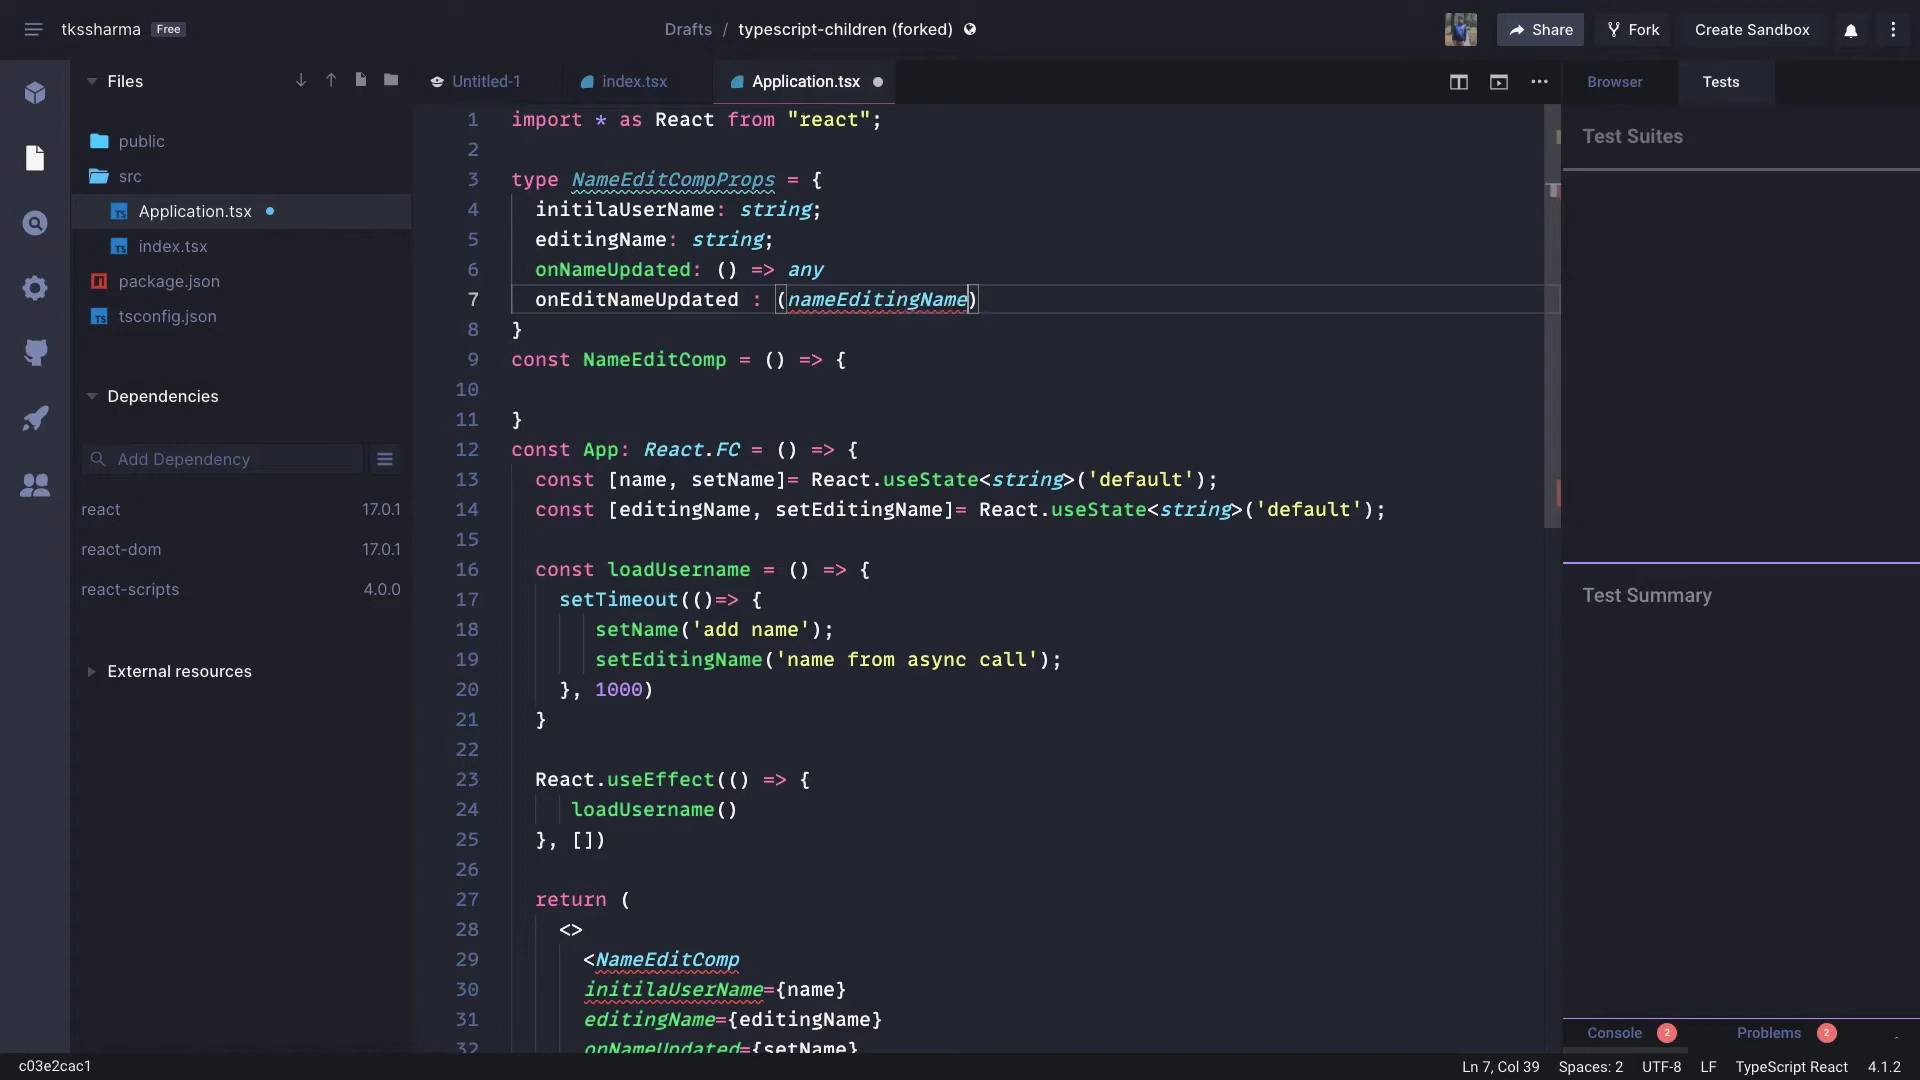 tkssharma Free
Drafts / typescript-children (forked)
Share
Fork
Create Sandbox
Files
public
src
TS Application.tsx
TS index.tsx
package.json
TS tsconfig.json
Dependencies
Add Dependency
react 17.0.1
react-dom 17.0.1
react-scripts 4.0.0
External resources
Untitled-1
index.tsx
Application.tsx
1 import * as React from "react";
2
3 type NameEditCompProps = {
4 initilaUserName: string;
5 editingName: string;
6 onNameUpdated: () => any
7 onEditNameUpdated : (nameEditingName)
8 }
9 const NameEditComp = () => {
10
11 }
12 const App: React.FC = () => {
13 const [name, setName]= React.useState<string>('default');
14 const [editingName, setEditingName]= React.useState<string>('default');
15
16 const loadUsername = () => {
17 setTimeout(()=> {
18 setName('add name');
19 setEditingName('name from async call');
20 }, 1000)
21 }
22
23 React.useEffect(() => {
24 loadUsername()
25 }, [])
26
27 return (
28 <>
29 <NameEditComp
30 initilaUserName={name}
31 editingName={editingName}
32 onNameUpdated={setName}
Browser
Tests
Test Suites
Test Summary
Console 2
Problems 2
c03e2cac1
Ln 7, Col 39 Spaces: 2 UTF-8 LF TypeScript React 4.1.2